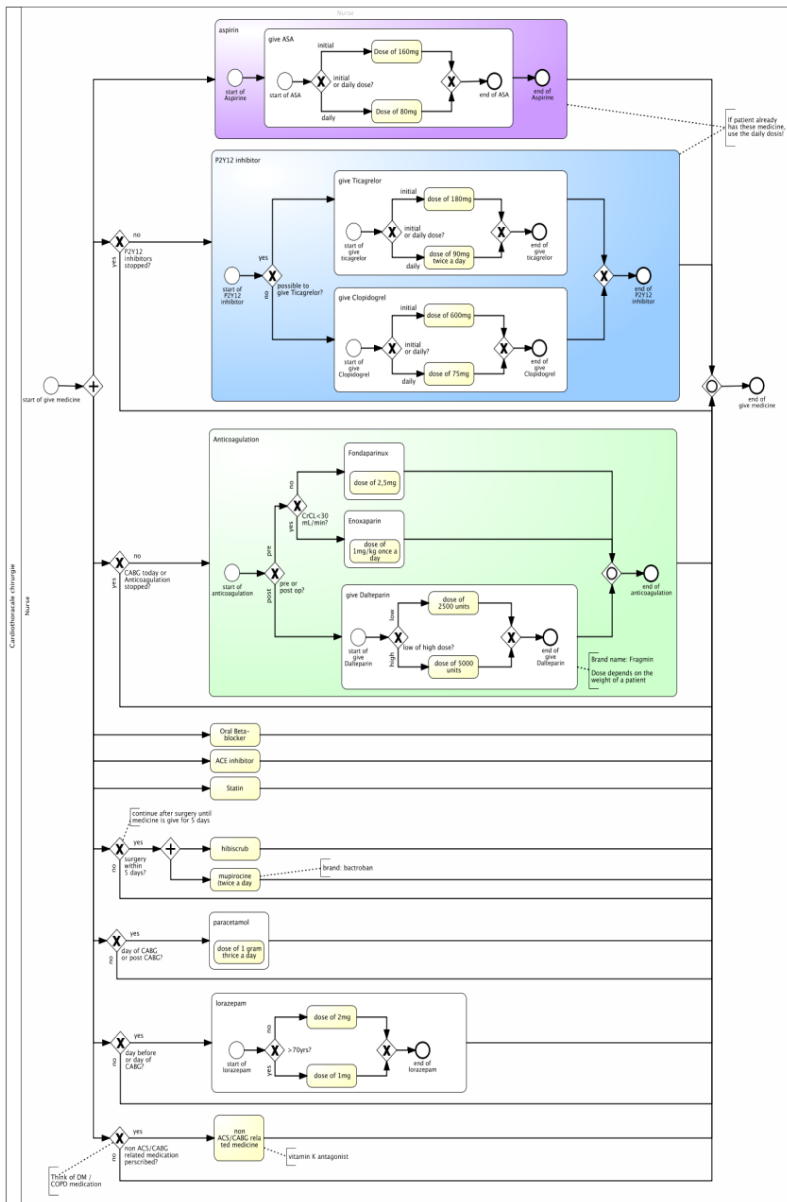 Nurse
Cardiothoracale chirurgie
Nurse
aspirin
give ASA
initial
Dose of 160mg
start of
Aspirine
start of ASA
initial
or daily dose?
end of ASA
end of
Aspirine
daily
Dose of 80mg
If patient already
has these medicine,
use the daily dosis!
P2Y12 inhibitor
give Ticagrelor
initial
dose of 180mg
no
P2Y12
inhibitors
stopped?
yes
start of
give
ticagrelor
initial
or daily dose?
end of
give
ticagrelor
daily
dose of 90mg
twice a day
yes
start of
P2Y12
inhibitor
possible to
give Ticagrelor?
no
end of
P2Y12
inhibitor
give Clopidogrel
initial
dose of 600mg
start of
give
Clopidogrel
initial
or daily?
end of
give
Clopidogrel
daily
dose of 75mg
start of give medicine
end of
give medicine
Anticoagulation
Fondaparinux
dose of 2,5mg
no
CrCL<30
mL/min?
yes
Enoxaparin
dose of
1mg/kg once a
day
no
CABG today or
Anticoagulation
stopped?
yes
start of
anticoagulation
pre
pre or
post op?
post
end of
anticoagulation
give Dalteparin
low
dose of
2500 units
start of
give
Dalteparin
low of high dose?
end of
give
Dalteparin
high
dose of 5000
units
Brand name: Fragmin
Dose depends on the
weight of a patient
Oral Beta-
blocker
ACE inhibitor
Statin
continue after surgery until
medicine is give for 5 days
yes
surgery
within
5 days?
no
hibiscrub
mupirocine
(twice a day
brand: bactroban
paracetamol
yes
day of CABG
or post CABG?
no
dose of 1 gram
thrice a day
lorazepam
no
dose of 2mg
yes
day before
or day of
CABG?
no
start of
lorazepam
>70yrs?
end of
lorazepam
yes
dose of 1mg
yes
non ACS/CABG
related medication
perscribed?
no
non
ACS/CABG rela
ted medicine
vitamin K antagonist
Think of DM /
COPD medication